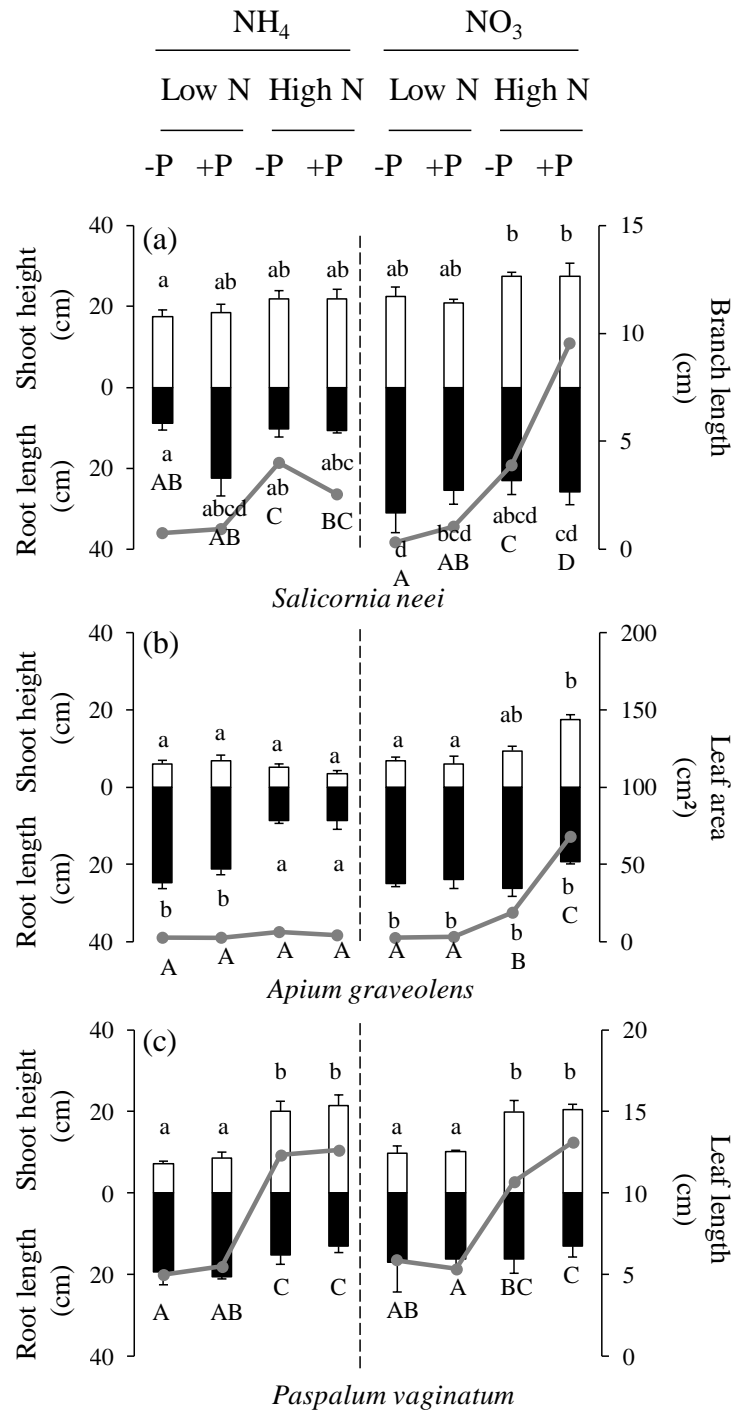 NH₄ NO₃
Low N High N Low N High N
-P +P -P +P -P +P -P +P
40 (a) 15
a ab ab ab ab ab b b
20 10
Shoot height (cm)
0
Root length (cm)
Branch length (cm)
5
20
a abcd ab abc d bcd abcd cd
AB AB C BC A AB C D
40 0
Salicornia neei
40 (b) 200
a a a a a a ab b
20 150
Shoot height (cm)
0 100
Root length (cm)
Leaf area (cm²)
20 50
b b a a b b b b
A A A A A A B C
40 0
Apium graveolens
40 (c) 20
a a b b a a b b
20 15
Shoot height (cm)
0 10
Root length (cm)
Leaf length (cm)
20 5
A AB C C AB A BC C
40 0
Paspalum vaginatum